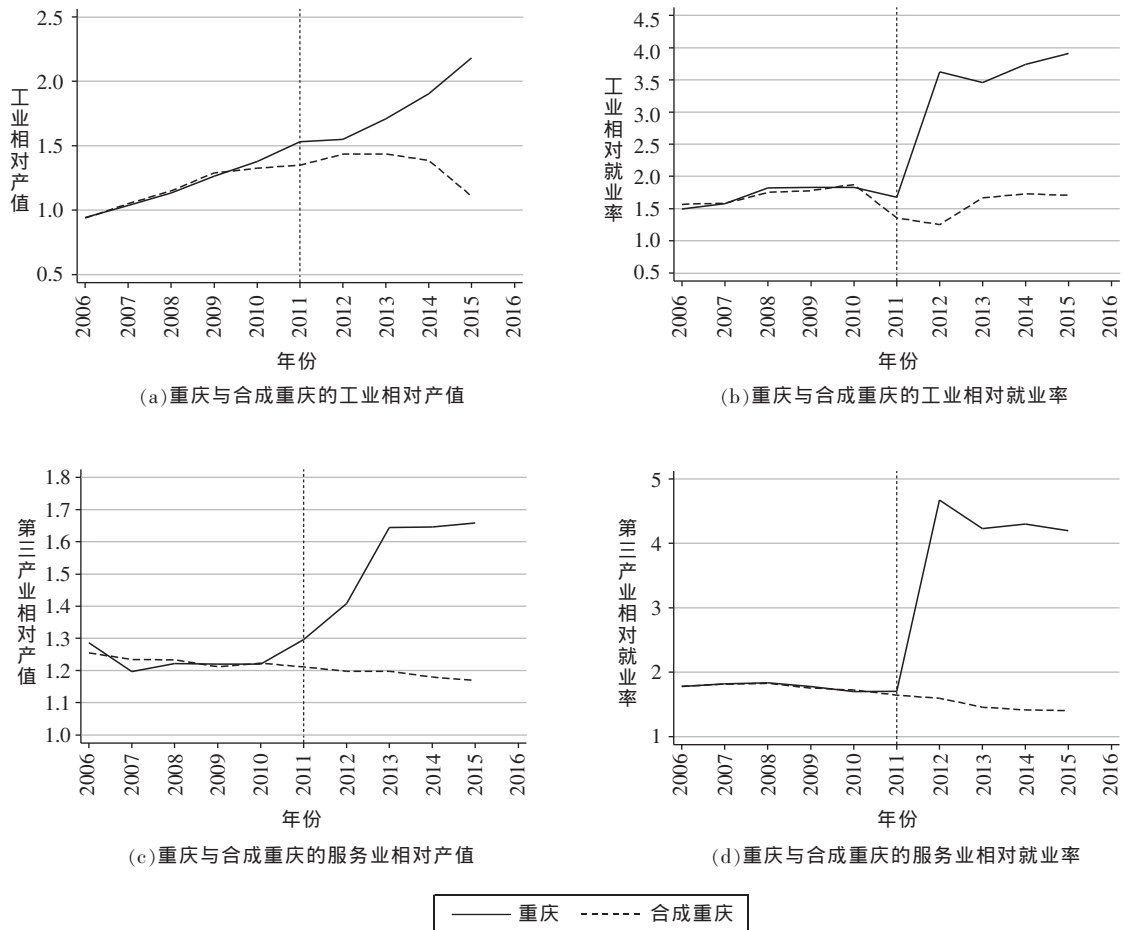 2.5
2.0
1.5
1.0
0.5
工业相对产值
2006 2007 2008 2009 2010 2011 2012 2013 2014 2015 2016
年份
(a)重庆与合成重庆的工业相对产值
4.5
4.0
3.5
3.0
2.5
2.0
1.5
1.0
0.5
工业相对就业率
2006 2007 2008 2009 2010 2011 2012 2013 2014 2015 2016
年份
(b)重庆与合成重庆的工业相对就业率
1.8
1.7
1.6
1.5
1.4
1.3
1.2
1.1
1.0
第三产业相对产值
2006 2007 2008 2009 2010 2011 2012 2013 2014 2015 2016
年份
(c)重庆与合成重庆的服务业相对产值
5
4
3
2
1
第三产业相对就业率
2006 2007 2008 2009 2010 2011 2012 2013 2014 2015 2016
年份
(d)重庆与合成重庆的服务业相对就业率
重庆 合成重庆